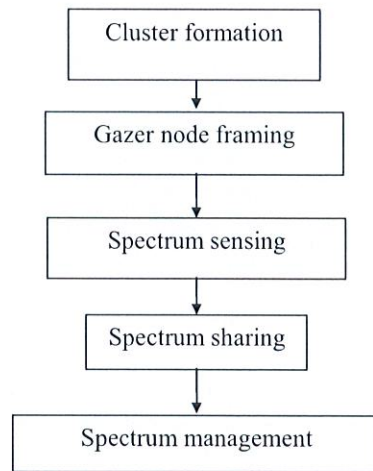 Cluster formation
Gazer node framing
Spectrum sensing
Spectrum sharing
Spectrum management